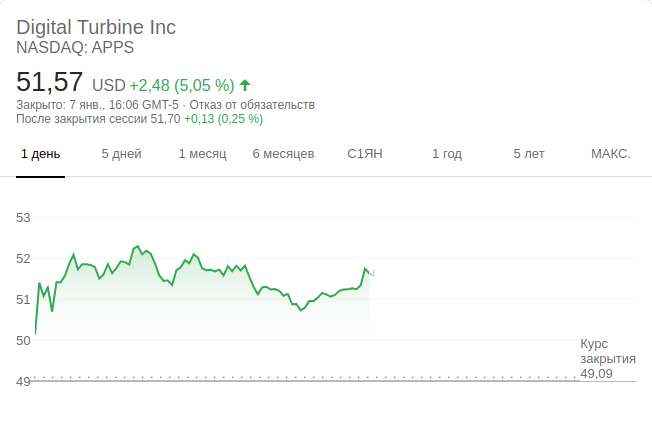 Digital Turbine Inc
NASDAQ: APPS
51,57 USD +2,48 (5,05 %)
Закрыто: 7 янв., 16:06 GMT-5 · Отказ от обязательств
После закрытия сессии 51,70 +0,13 (0,25 %)
1 день 5 дней 1 месяц 6 месяцев С1ЯН 1 год 5 лет МАКС.
53
52
51
50
Курс
закрытия
49,09
49